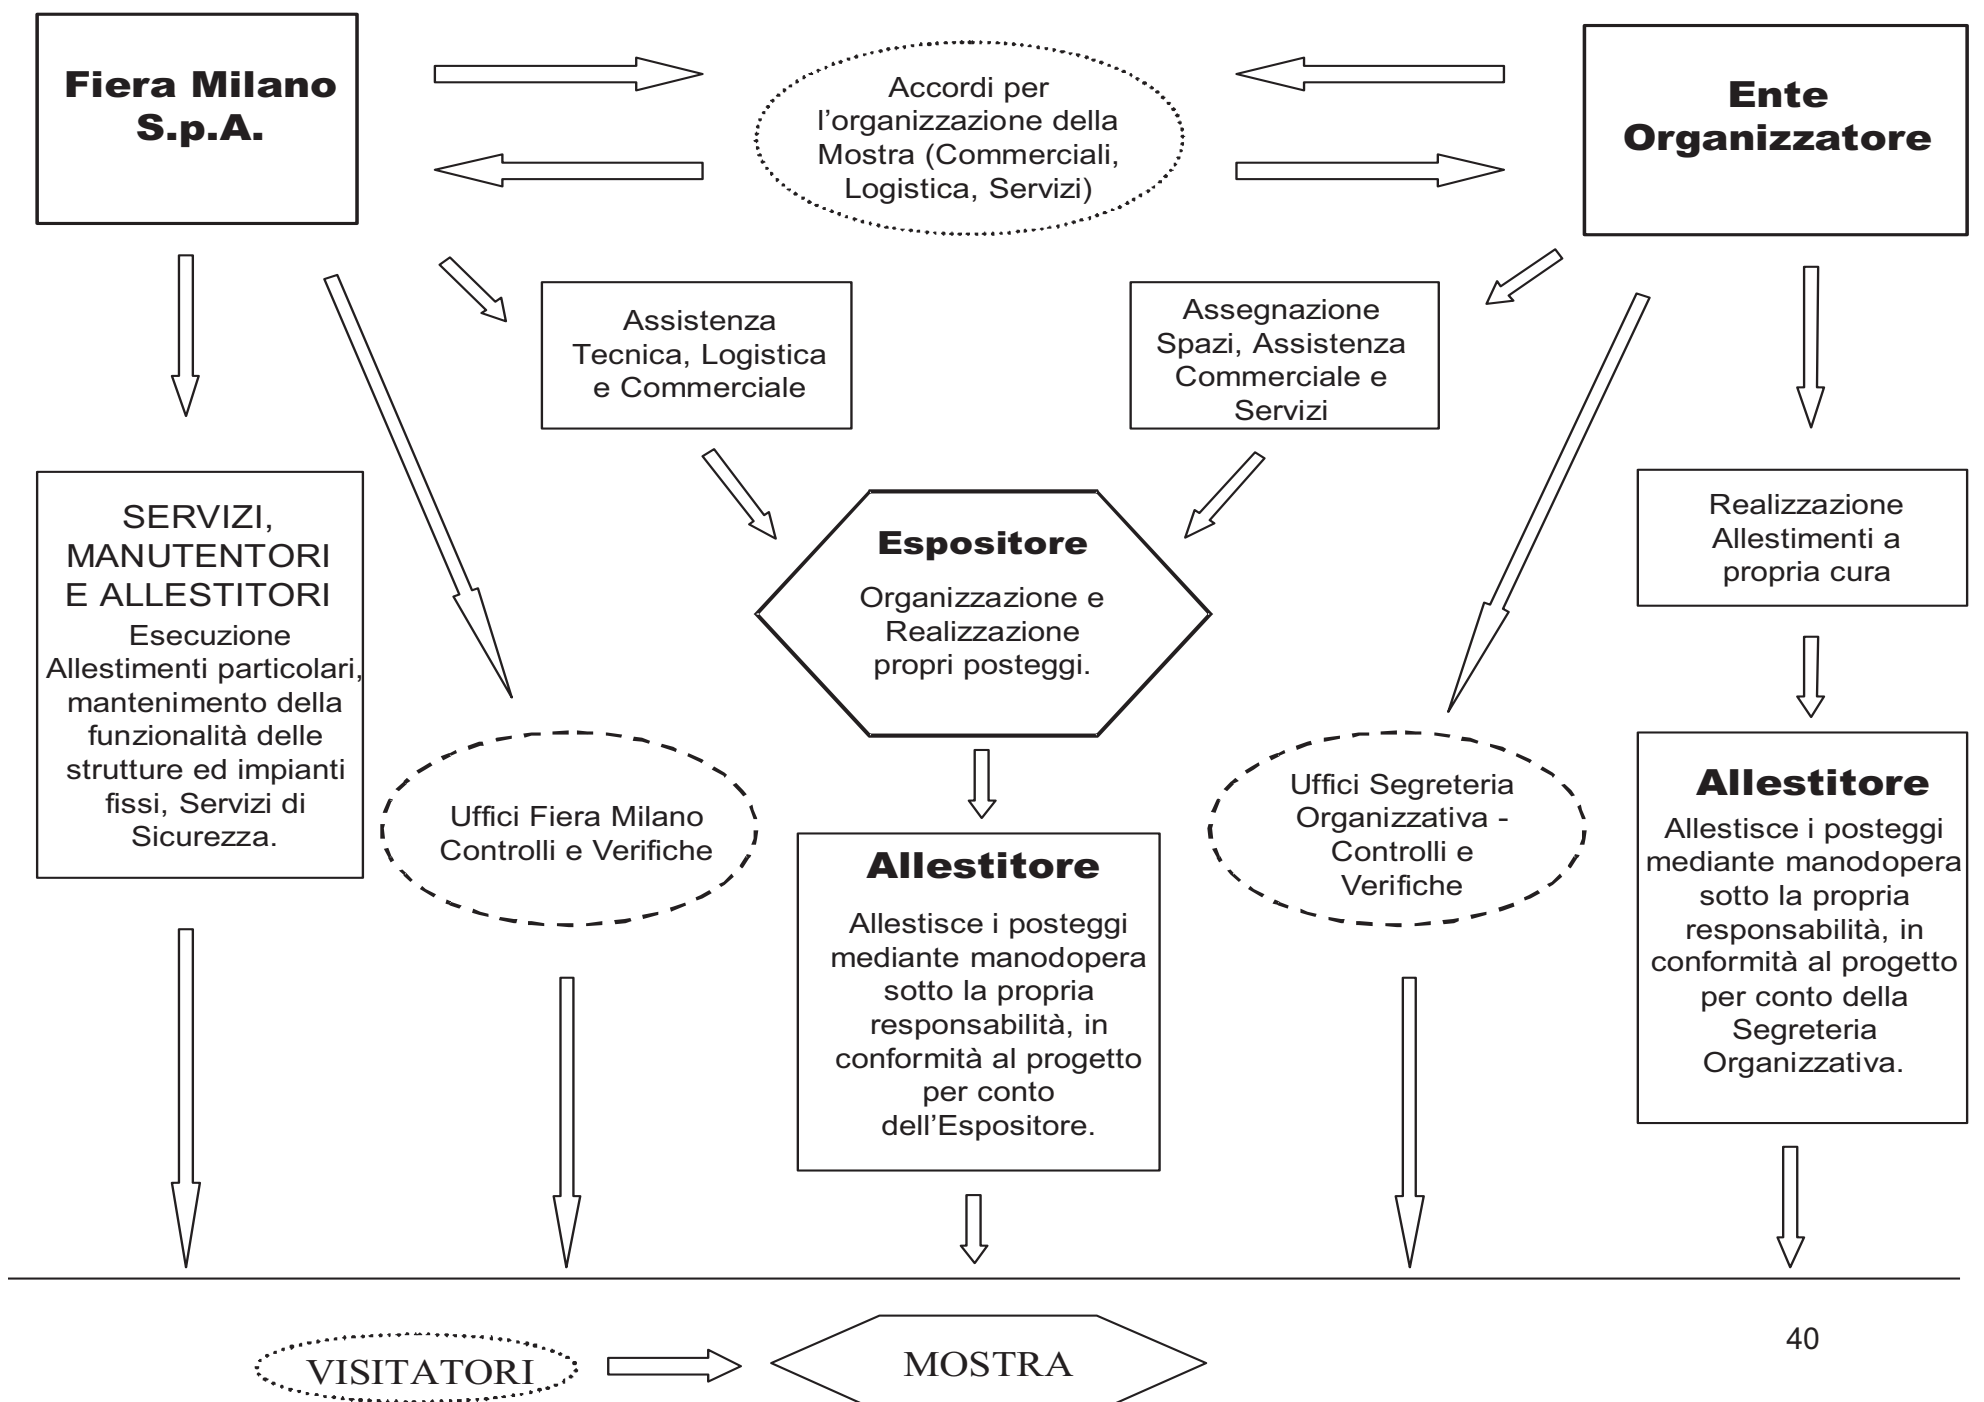 Fiera Milano
S.p.A.
Accordi per
l'organizzazione della
Mostra (Commerciali,
Logistica, Servizi)
Ente
Organizzatore
Assistenza
Tecnica, Logistica
e Commerciale
Assegnazione
Spazi, Assistenza
Commerciale e
Servizi
SERVIZI,
MANUTENTORI
E ALLESTITORI
Esecuzione
Allestimenti particolari,
mantenimento della
funzionalità delle
strutture ed impianti
fissi, Servizi di
Sicurezza.
Espositore
Organizzazione e
Realizzazione
propri posteggi.
Realizzazione
Allestimenti a
propria cura
Uffici Fiera Milano
Controlli e Verifiche
Allestitore
Allestisce i posteggi
mediante manodopera
sotto la propria
responsabilità, in
conformità al progetto
per conto
dell'Espositore.
Uffici Segreteria
Organizzativa -
Controlli e
Verifiche
Allestitore
Allestisce i posteggi
mediante manodopera
sotto la propria
responsabilità, in
conformità al progetto
per conto della
Segreteria
Organizzativa.
VISITATORI
MOSTRA
40